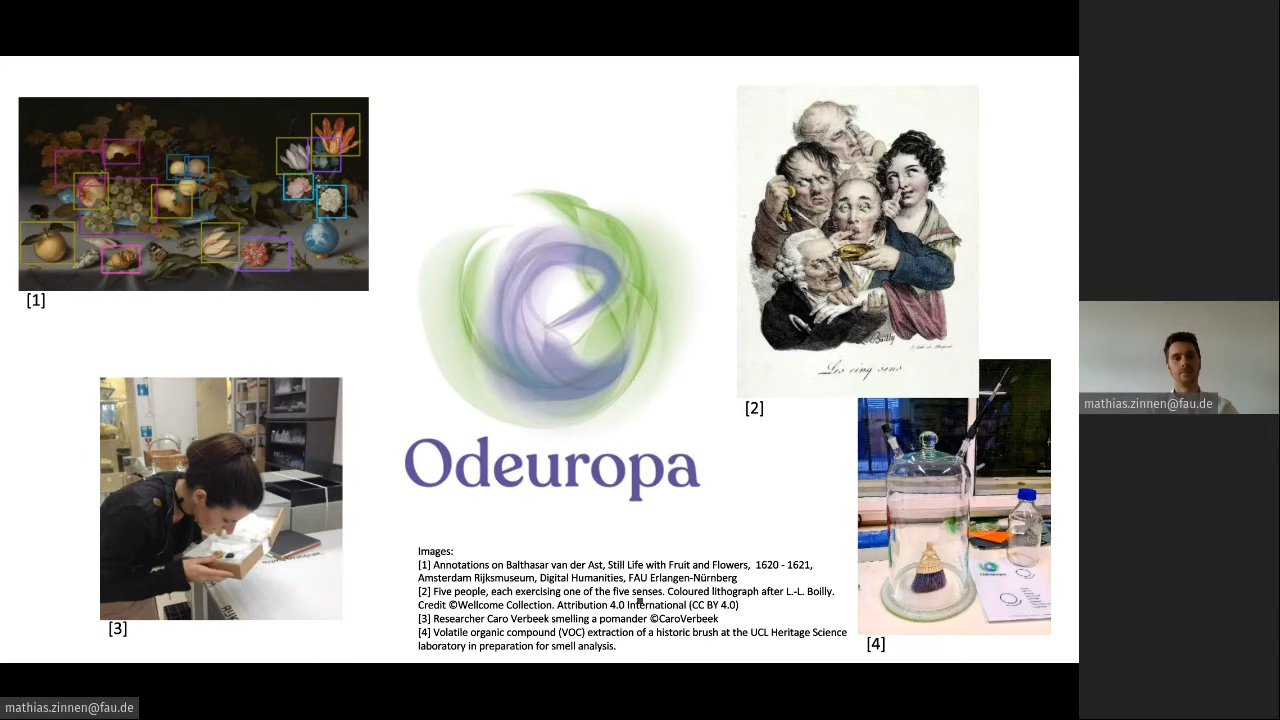 [1]
[2]
Les cinq sens
Odeuropa
[3]
[4]
Images:
[1] Annotations on Balthasar van der Ast, Still Life with Fruit and Flowers, 1620 - 1621,
Amsterdam Rijksmuseum, Digital Humanities, FAU Erlangen-Nürnberg
[2] Five people, each exercising one of the five senses. Coloured lithograph after L.-L. Boilly.
Credit ©Wellcome Collection. Attribution 4.0 International (CC BY 4.0)
[3] Researcher Caro Verbeek smelling a pomander ©CaroVerbeek
[4] Volatile organic compound (VOC) extraction of a historic brush at the UCL Heritage Science
laboratory in preparation for smell analysis.
mathias.zinnen@fau.de
mathias.zinnen@fau.de